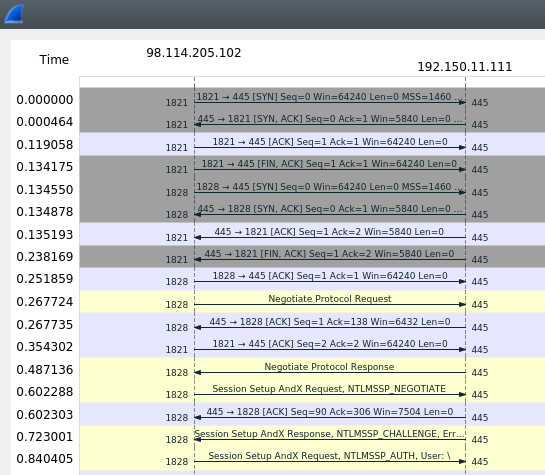 98.114.205.102
Time
192.150.11.111
0.000000 1821 1821 → 445 [SYN] Seq=0 Win=64240 Len=0 MSS=1460 ... 445
0.000464 1821 445 → 1821 [SYN, ACK] Seq=0 Ack=1 Win=5840 Len=0 ... 445
0.119058 1821 1821 → 445 [ACK] Seq=1 Ack=1 Win=64240 Len=0 445
0.134175 1821 1821 → 445 [FIN, ACK] Seq=1 Ack=1 Win=64240 Len=0 445
0.134550 1828 1828 → 445 [SYN] Seq=0 Win=64240 Len=0 MSS=1460 ... 445
0.134878 1828 445 → 1828 [SYN, ACK] Seq=0 Ack=1 Win=5840 Len=0 ... 445
0.135193 1821 445 → 1821 [ACK] Seq=1 Ack=2 Win=5840 Len=0 445
0.238169 1821 445 → 1821 [FIN, ACK] Seq=1 Ack=2 Win=5840 Len=0 445
0.251859 1828 1828 → 445 [ACK] Seq=1 Ack=1 Win=64240 Len=0 445
0.267724 1828 Negotiate Protocol Request 445
0.267735 1828 445 → 1828 [ACK] Seq=1 Ack=138 Win=6432 Len=0 445
0.354302 1821 1821 → 445 [ACK] Seq=2 Ack=2 Win=64240 Len=0 445
0.487136 1828 Negotiate Protocol Response 445
0.602288 1828 Session Setup AndX Request, NTLMSSP_NEGOTIATE 445
0.602303 1828 445 → 1828 [ACK] Seq=90 Ack=306 Win=7504 Len=0 445
0.723001 1828 Session Setup AndX Response, NTLMSSP_CHALLENGE, Err... 445
0.840405 1828 Session Setup AndX Request, NTLMSSP_AUTH, User: \ 445